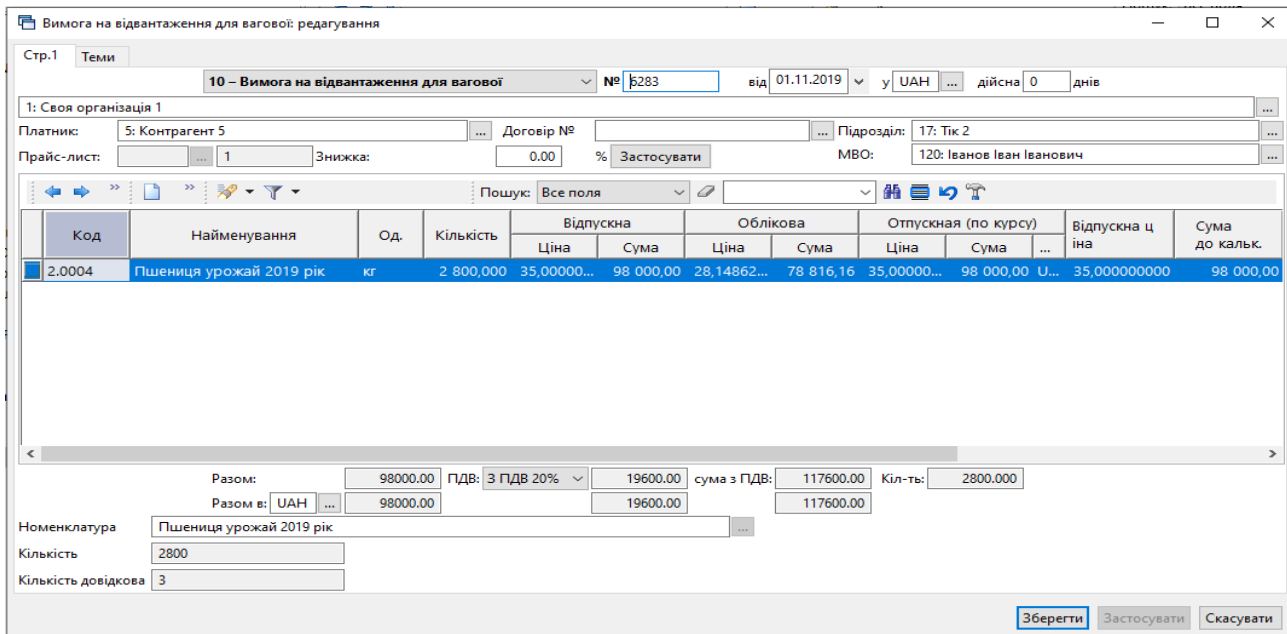 Вимога на відвантаження для вагової: редагування
Стр.1 Теми
10 – Вимога на відвантаження для вагової № 6283 від 01.11.2019 у UAH ... дійсна 0 днів
1: Своя організація 1 ...
Платник: 5: Контрагент 5 ... Договір № ... Підрозділ: 17: Тік 2 ...
Прайс-лист: ... 1 Знижка: 0.00 % Застосувати МВО: 120: Іванов Іван Іванович ...
» » Пошук: Все поля
Код Найменування Од. Кількість Відпускна Облікова Отпускная (по курсу) Відпускна ц іна Сума до кальк.
Ціна Сума Ціна Сума Ціна Сума ...
2.0004 Пшениця урожай 2019 рік кг 2 800,000 35,00000... 98 000,00 28,14862... 78 816,16 35,00000... 98 000,00 U... 35,000000000 98 000,00
Разом: 98000.00 ПДВ: З ПДВ 20% 19600.00 сума з ПДВ: 117600.00 Кіл-ть: 2800.000
Разом в: UAH ... 98000.00 19600.00 117600.00
Номенклатура Пшениця урожай 2019 рік ...
Кількість 2800
Кількість довідкова 3
Зберегти Застосувати Скасувати